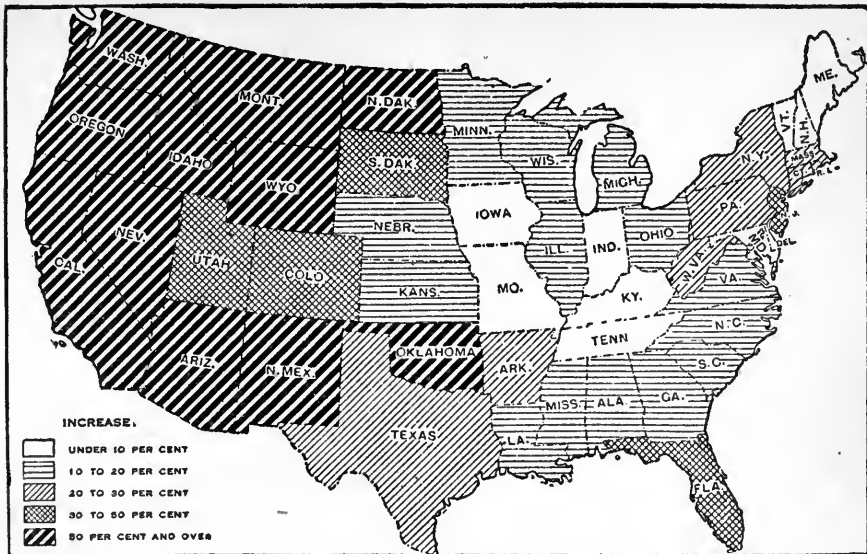 WASH.
MONT.
N. DAK.
MINN.
ME.
VT.
N.H.
OREGON
IDAHO
S. DAK.
WIS.
MICH.
N.Y.
MASS.
R.I.
WYO
NEBR.
IOWA
PA.
NEV.
UTAH
COLO
ILL.
IND.
OHIO
DEL
CAL.
KANS.
MO.
KY.
W.VA.
VA.
ARIZ.
N.MEX.
OKLAHOMA
ARK.
TENN
N.C.
S.C.
TEXAS
LA.
MISS.
ALA.
GA.
FLA.
INCREASE.
UNDER 10 PER CENT
10 TO 20 PER CENT
20 TO 30 PER CENT
30 TO 50 PER CENT
50 PER CENT AND OVER